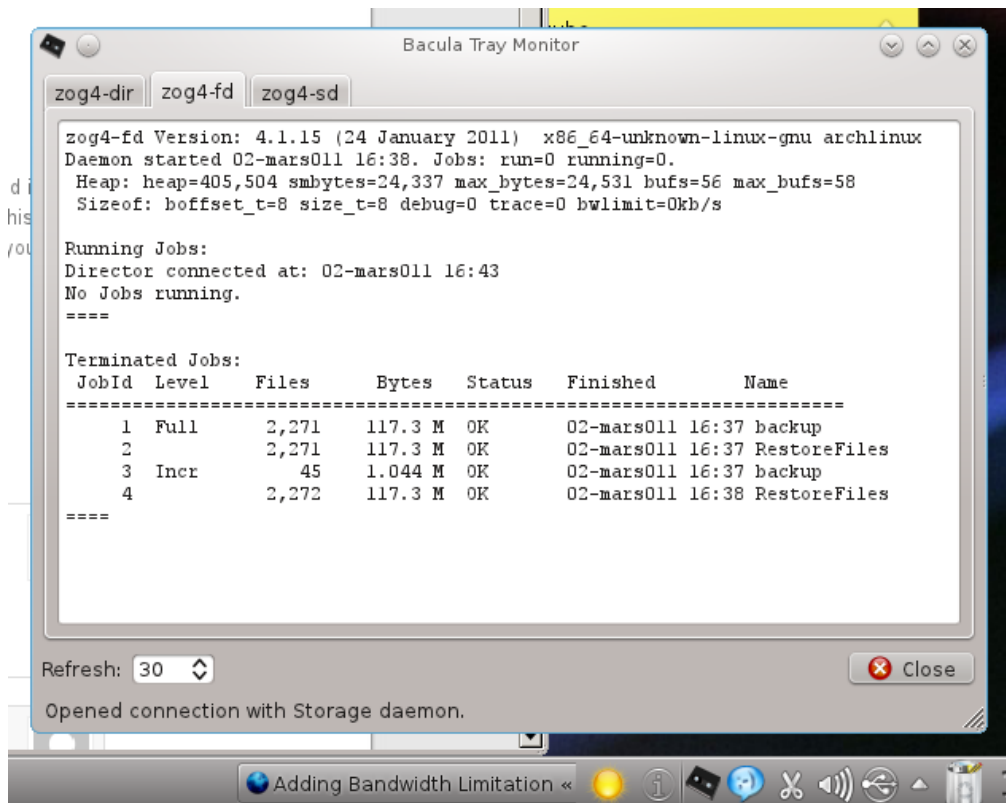 Bacula Tray Monitor
zog4-dir zog4-fd zog4-sd
zog4-fd Version: 4.1.15 (24 January 2011)  x86_64-unknown-linux-gnu archlinux
Daemon started 02-mars011 16:38. Jobs: run=0 running=0.
 Heap: heap=405,504 smbytes=24,337 max_bytes=24,531 bufs=56 max_bufs=58
 Sizeof: boffset_t=8 size_t=8 debug=0 trace=0 bwlimit=0kb/s
Running Jobs:
Director connected at: 02-mars011 16:43
No Jobs running.
====
Terminated Jobs:
 JobId  Level    Files      Bytes   Status   Finished        Name
======================================================================
     1  Full      2,271    117.3 M  OK       02-mars011 16:37 backup
     2            2,271    117.3 M  OK       02-mars011 16:37 RestoreFiles
     3  Incr         45    1.044 M  OK       02-mars011 16:37 backup
     4            2,272    117.3 M  OK       02-mars011 16:38 RestoreFiles
====
Refresh: 30
Close
Opened connection with Storage daemon.
Adding Bandwidth Limitation «